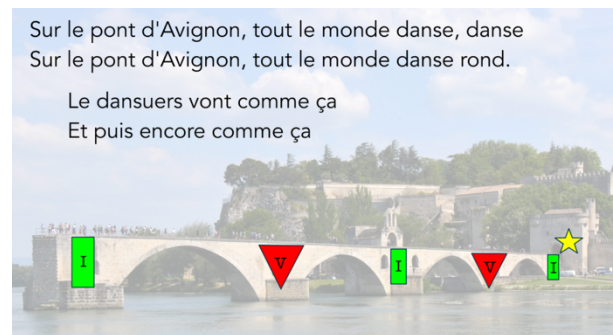 Sur le pont d'Avignon, tout le monde danse, danse
Sur le pont d'Avignon, tout le monde danse rond.
Le dansuers vont comme ça
Et puis encore comme ça
I V I V I